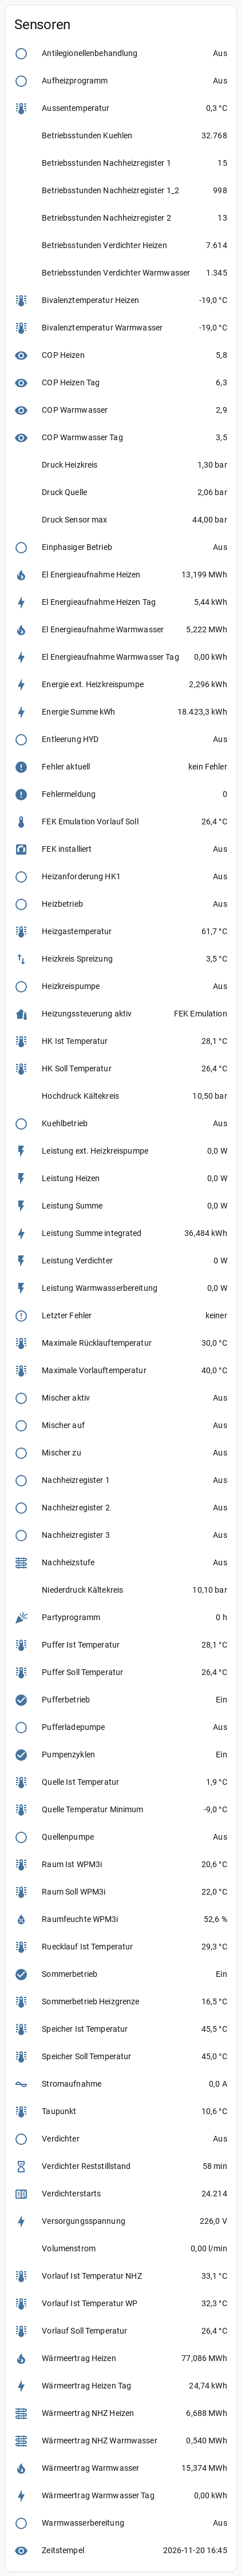 Sensoren
Antilegionellenbehandlung Aus
Aufheizprogramm Aus
Aussentemperatur 0,3 °C
Betriebsstunden Kuehlen 32.768
Betriebsstunden Nachheizregister 1 15
Betriebsstunden Nachheizregister 1_2 998
Betriebsstunden Nachheizregister 2 13
Betriebsstunden Verdichter Heizen 7.614
Betriebsstunden Verdichter Warmwasser 1.345
Bivalenztemperatur Heizen -19,0 °C
Bivalenztemperatur Warmwasser -19,0 °C
COP Heizen 5,8
COP Heizen Tag 6,3
COP Warmwasser 2,9
COP Warmwasser Tag 3,5
Druck Heizkreis 1,30 bar
Druck Quelle 2,06 bar
Druck Sensor max 44,00 bar
Einphasiger Betrieb Aus
El Energieaufnahme Heizen 13,199 MWh
El Energieaufnahme Heizen Tag 5,44 kWh
El Energieaufnahme Warmwasser 5,222 MWh
El Energieaufnahme Warmwasser Tag 0,00 kWh
Energie ext. Heizkreispumpe 2,296 kWh
Energie Summe kWh 18.423,3 kWh
Entleerung HYD Aus
Fehler aktuell kein Fehler
Fehlermeldung 0
FEK Emulation Vorlauf Soll 26,4 °C
FEK installiert Aus
Heizanforderung HK1 Aus
Heizbetrieb Aus
Heizgastemperatur 61,7 °C
Heizkreis Spreizung 3,5 °C
Heizkreispumpe Aus
Heizungssteuerung aktiv FEK Emulation
HK Ist Temperatur 28,1 °C
HK Soll Temperatur 26,4 °C
Hochdruck Kältekreis 10,50 bar
Kuehlbetrieb Aus
Leistung ext. Heizkreispumpe 0,0 W
Leistung Heizen 0,0 W
Leistung Summe 0,0 W
Leistung Summe integrated 36,484 kWh
Leistung Verdichter 0 W
Leistung Warmwasserbereitung 0,0 W
Letzter Fehler keiner
Maximale Rücklauftemperatur 30,0 °C
Maximale Vorlauftemperatur 40,0 °C
Mischer aktiv Aus
Mischer auf Aus
Mischer zu Aus
Nachheizregister 1 Aus
Nachheizregister 2 Aus
Nachheizregister 3 Aus
Nachheizstufe Aus
Niederdruck Kältekreis 10,10 bar
Partyprogramm 0 h
Puffer Ist Temperatur 28,1 °C
Puffer Soll Temperatur 26,4 °C
Pufferbetrieb Ein
Pufferladepumpe Aus
Pumpenzyklen Ein
Quelle Ist Temperatur 1,9 °C
Quelle Temperatur Minimum -9,0 °C
Quellenpumpe Aus
Raum Ist WPM3i 20,6 °C
Raum Soll WPM3i 22,0 °C
Raumfeuchte WPM3i 52,6 %
Ruecklauf Ist Temperatur 29,3 °C
Sommerbetrieb Ein
Sommerbetrieb Heizgrenze 16,5 °C
Speicher Ist Temperatur 45,5 °C
Speicher Soll Temperatur 45,0 °C
Stromaufnahme 0,0 A
Taupunkt 10,6 °C
Verdichter Aus
Verdichter Reststillstand 58 min
Verdichterstarts 24.214
Versorgungsspannung 226,0 V
Volumenstrom 0,00 l/min
Vorlauf Ist Temperatur NHZ 33,1 °C
Vorlauf Ist Temperatur WP 32,3 °C
Vorlauf Soll Temperatur 26,4 °C
Wärmeertrag Heizen 77,086 MWh
Wärmeertrag Heizen Tag 24,74 kWh
Wärmeertrag NHZ Heizen 6,688 MWh
Wärmeertrag NHZ Warmwasser 0,540 MWh
Wärmeertrag Warmwasser 15,374 MWh
Wärmeertrag Warmwasser Tag 0,00 kWh
Warmwasserbereitung Aus
Zeitstempel 2026-11-20 16:45